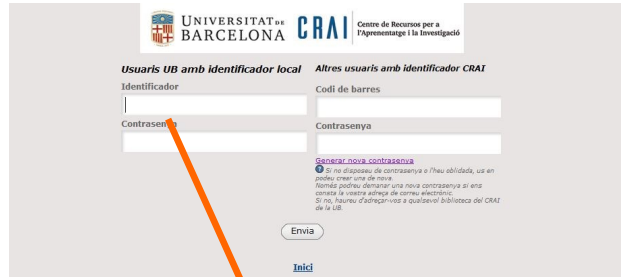 UNIVERSITAT DE
BARCELONA
CRAI
Centre de Recursos per a
l'Aprenentatge i la Investigació
Usuaris UB amb identificador local
Identificador
Contrasenya
Altres usuaris amb identificador CRAI
Codi de barres
Contrasenya
Generar nova contrasenya
Si no disposeu de contrasenya o l'heu oblidada, us en
podeu crear una de nova.
Només podreu demanar una nova contrasenya si ens
consta la vostra adreça de correu electrònic.
Si no, haureu d'adreçar-vos a qualsevol biblioteca del CRAI
de la UB.
Envia
Inici